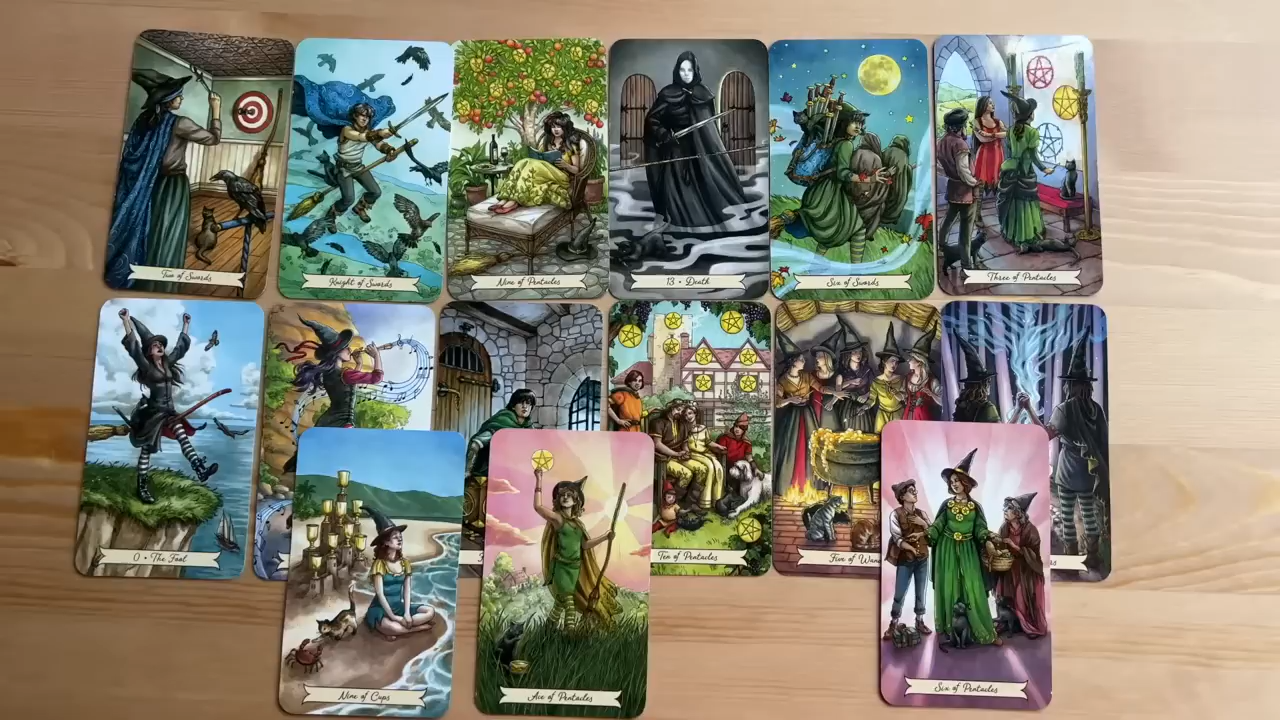 Two of Swords
Knight of Swords
Nine of Pentacles
13 • Death
Six of Swords
Three of Pentacles
0 • The Fool
Ten of Pentacles
Five of Wan
Nine of Cups
Ace of Pentacles
Six of Pentacles